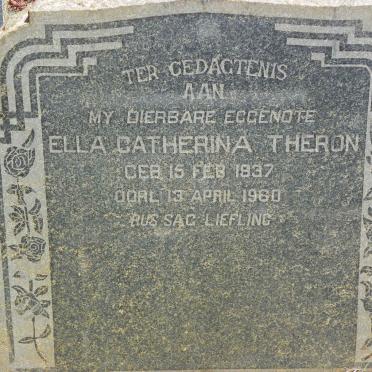 TER GEDAGTENIS
AAN
MY DIERBARE EGGENOTE
ELLA CATHERINA THERON
GEB 15 FEB 1937
OORL 13 APRIL 1960
RUS SAG LIEFLING